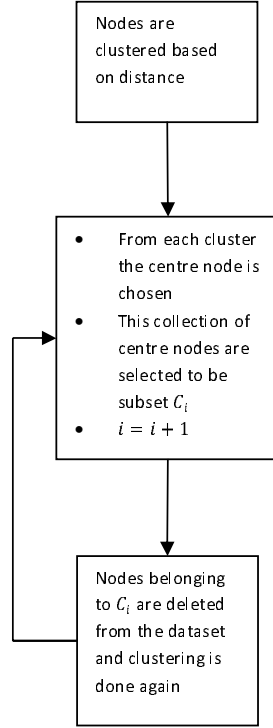 Nodes are
clustered based
on distance
• From each cluster
the centre node is
chosen
• This collection of
centre nodes are
selected to be
subset $C_i$
• $i = i + 1$
Nodes belonging
to $C_i$ are deleted
from the dataset
and clustering is
done again